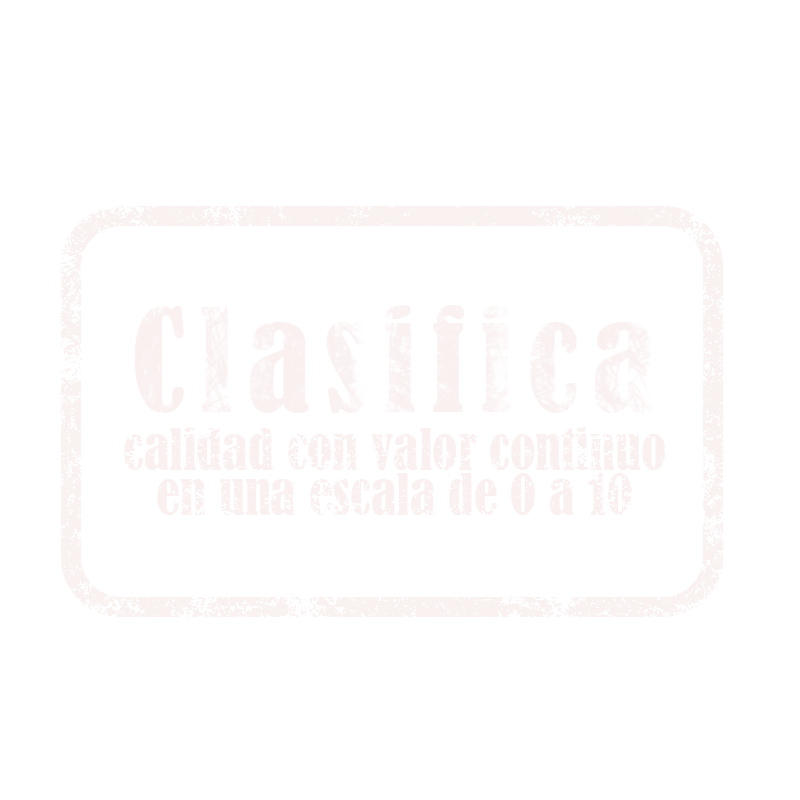 Clasifica
calidad con valor continuo
en una escala de 0 a 10